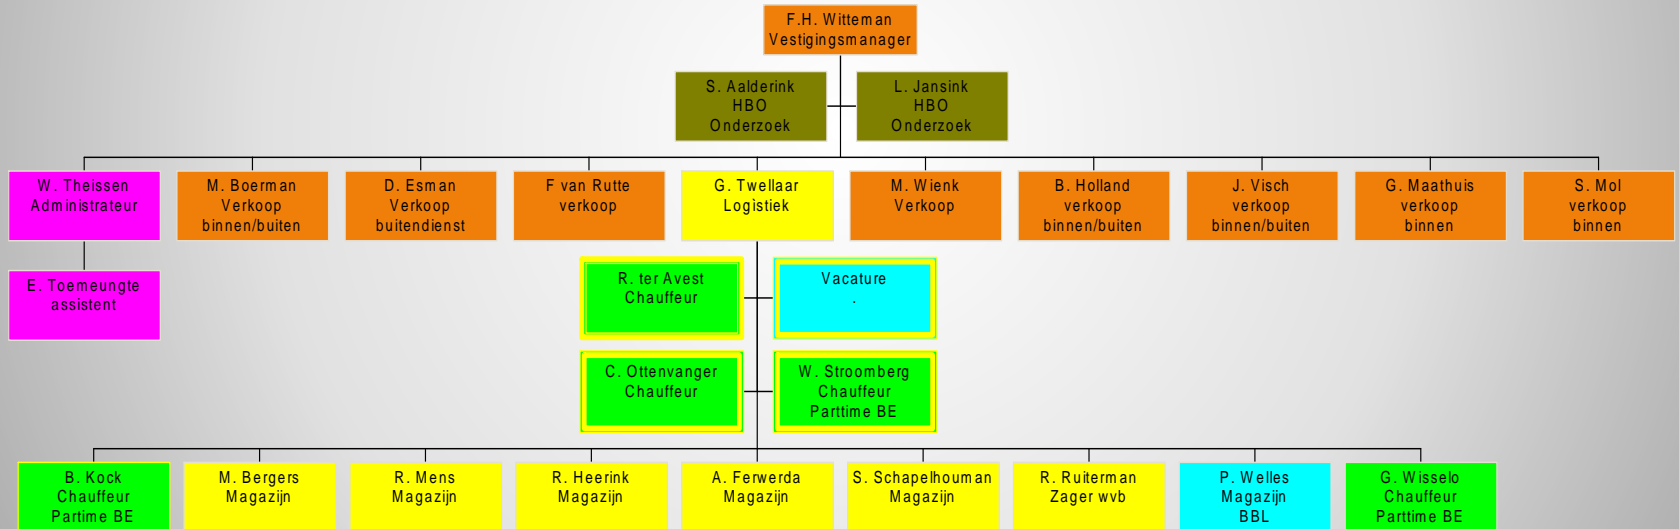 F.H. Witteman
Vestigingsmanager
S. Aalderink
HBO
Onderzoek
L. Jansink
HBO
Onderzoek
W. Theissen
Administrateur
M. Boerman
Verkoop
binnen/buiten
D. Esman
Verkoop
buitendienst
F van Rutte
verkoop
G. Twellaar
Logistiek
M. Wienk
Verkoop
B. Holland
verkoop
binnen/buiten
J. Visch
verkoop
binnen/buiten
G. Maathuis
verkoop
binnen
S. Mol
verkoop
binnen
E. Toemeungte
assistent
R. ter Avest
Chauffeur
Vacature
.
C. Ottenvanger
Chauffeur
W. Stroomberg
Chauffeur
Parttime BE
B. Kock
Chauffeur
Partime BE
M. Bergers
Magazijn
R. Mens
Magazijn
R. Heerink
Magazijn
A. Ferwerda
Magazijn
S. Schapelhouman
Magazijn
R. Ruiterman
Zager wvb
P. Welles
Magazijn
BBL
G. Wisselo
Chauffeur
Parttime BE